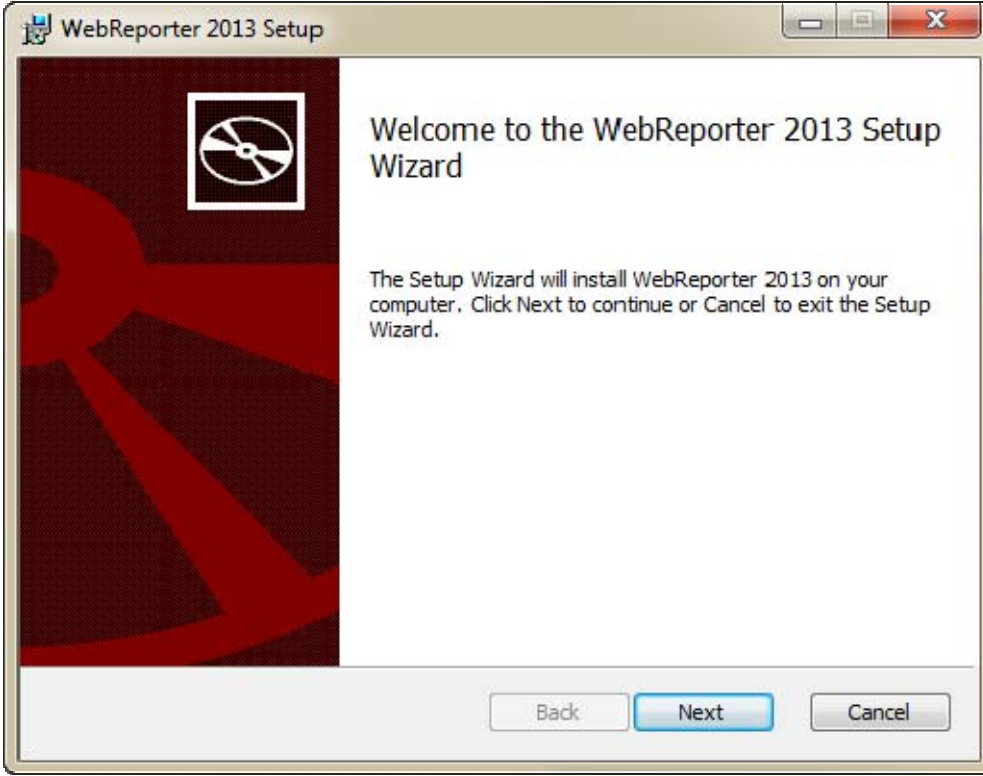 WebReporter 2013 Setup
Welcome to the WebReporter 2013 Setup
Wizard
The Setup Wizard will install WebReporter 2013 on your
computer. Click Next to continue or Cancel to exit the Setup
Wizard.
Back Next Cancel